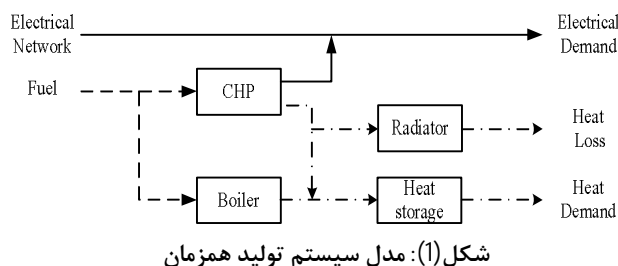 Electrical
Network
Electrical
Demand
Fuel
CHP
Radiator
Heat
Loss
Boiler
Heat
storage
Heat
Demand
شکل(1): مدل سیستم تولید همزمان